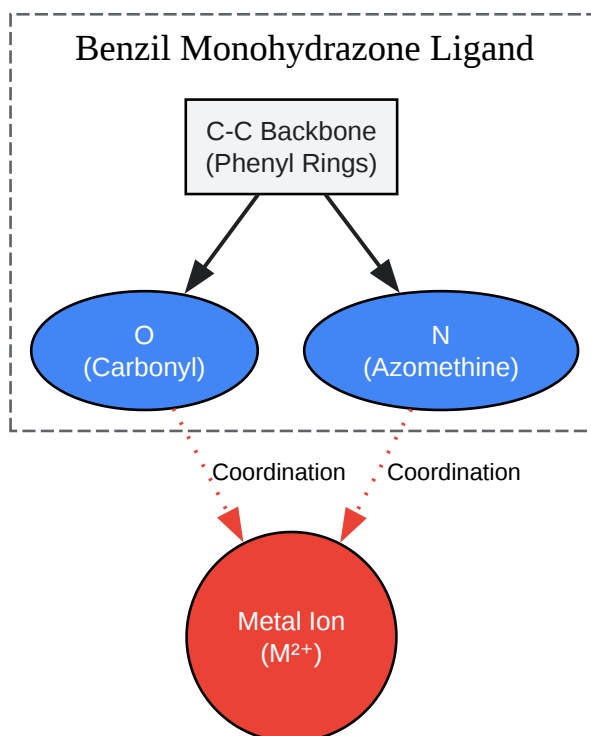 Benzil Monohydrazone Ligand
C-C Backbone
(Phenyl Rings)
O
(Carbonyl)
N
(Azomethine)
Coordination
Coordination
Metal Ion
(M²⁺)